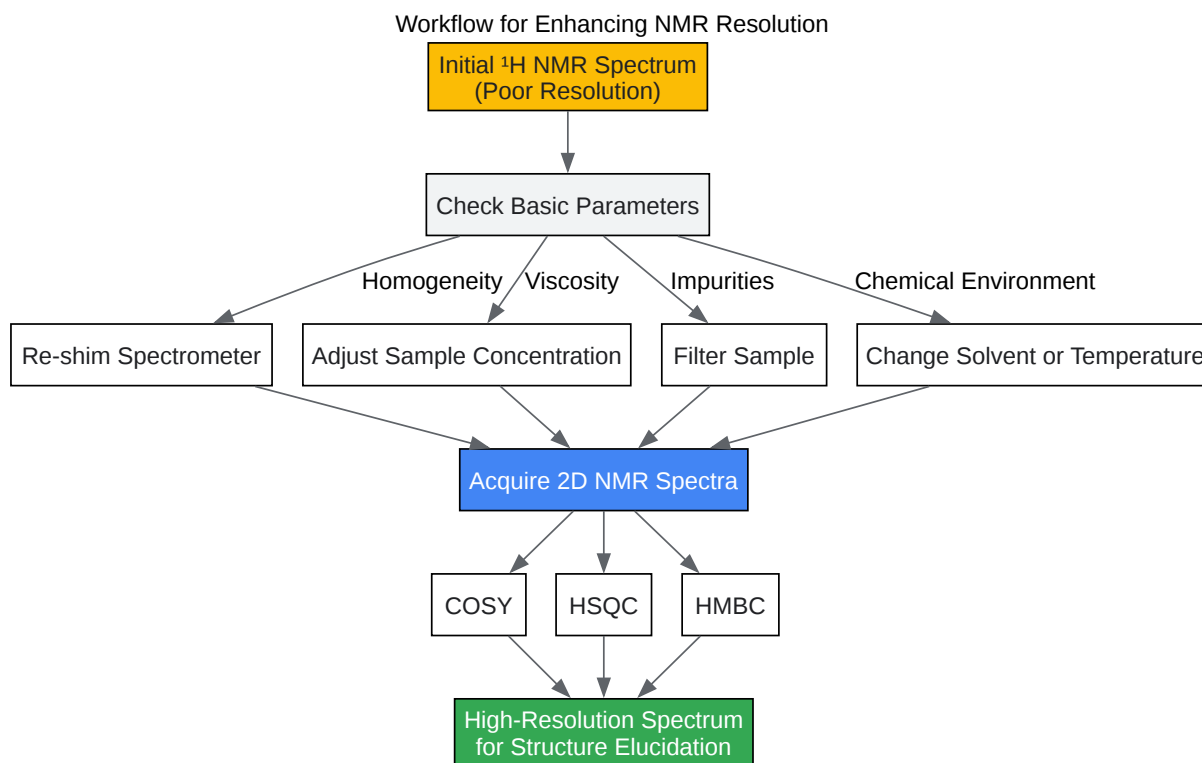 Workflow for Enhancing NMR Resolution
Initial ¹H NMR Spectrum
(Poor Resolution)
Check Basic Parameters
Homogeneity
Viscosity
Impurities
Chemical Environment
Re-shim Spectrometer
Adjust Sample Concentration
Filter Sample
Change Solvent or Temperature
Acquire 2D NMR Spectra
COSY
HSQC
HMBC
High-Resolution Spectrum
for Structure Elucidation